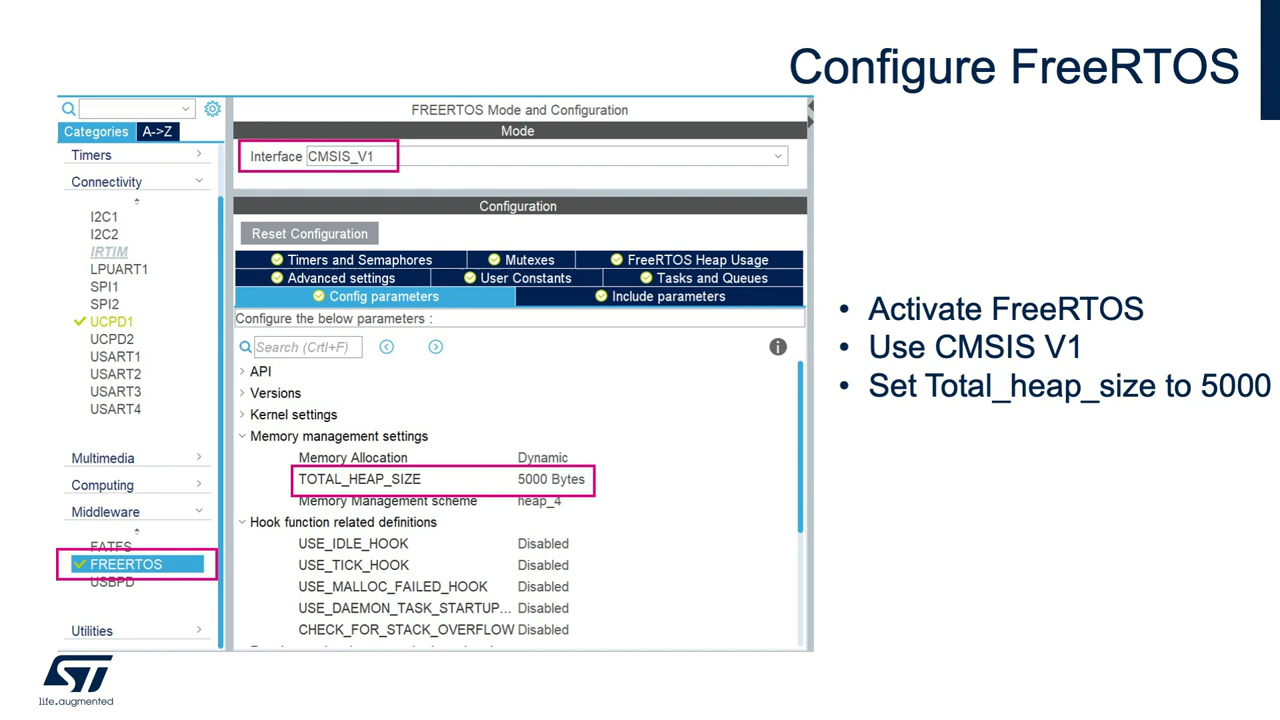 Configure FreeRTOS
Categories A->Z
Timers
Connectivity
I2C1
I2C2
IRTIM
LPUART1
SPI1
SPI2
UCPD1
UCPD2
USART1
USART2
USART3
USART4
Multimedia
Computing
Middleware
FATFS
FREERTOS
USBPD
Utilities
FREERTOS Mode and Configuration
Mode
Interface CMSIS_V1
Configuration
Reset Configuration
Timers and Semaphores Mutexes FreeRTOS Heap Usage
Advanced settings User Constants Tasks and Queues
Config parameters Include parameters
Configure the below parameters :
Search (Crtl+F)
API
Versions
Kernel settings
Memory management settings
Memory Allocation Dynamic
TOTAL_HEAP_SIZE 5000 Bytes
Memory Management scheme heap_4
Hook function related definitions
USE_IDLE_HOOK Disabled
USE_TICK_HOOK Disabled
USE_MALLOC_FAILED_HOOK Disabled
USE_DAEMON_TASK_STARTUP... Disabled
CHECK_FOR_STACK_OVERFLOW Disabled
• Activate FreeRTOS
• Use CMSIS V1
• Set Total_heap_size to 5000
ST
life.augmented